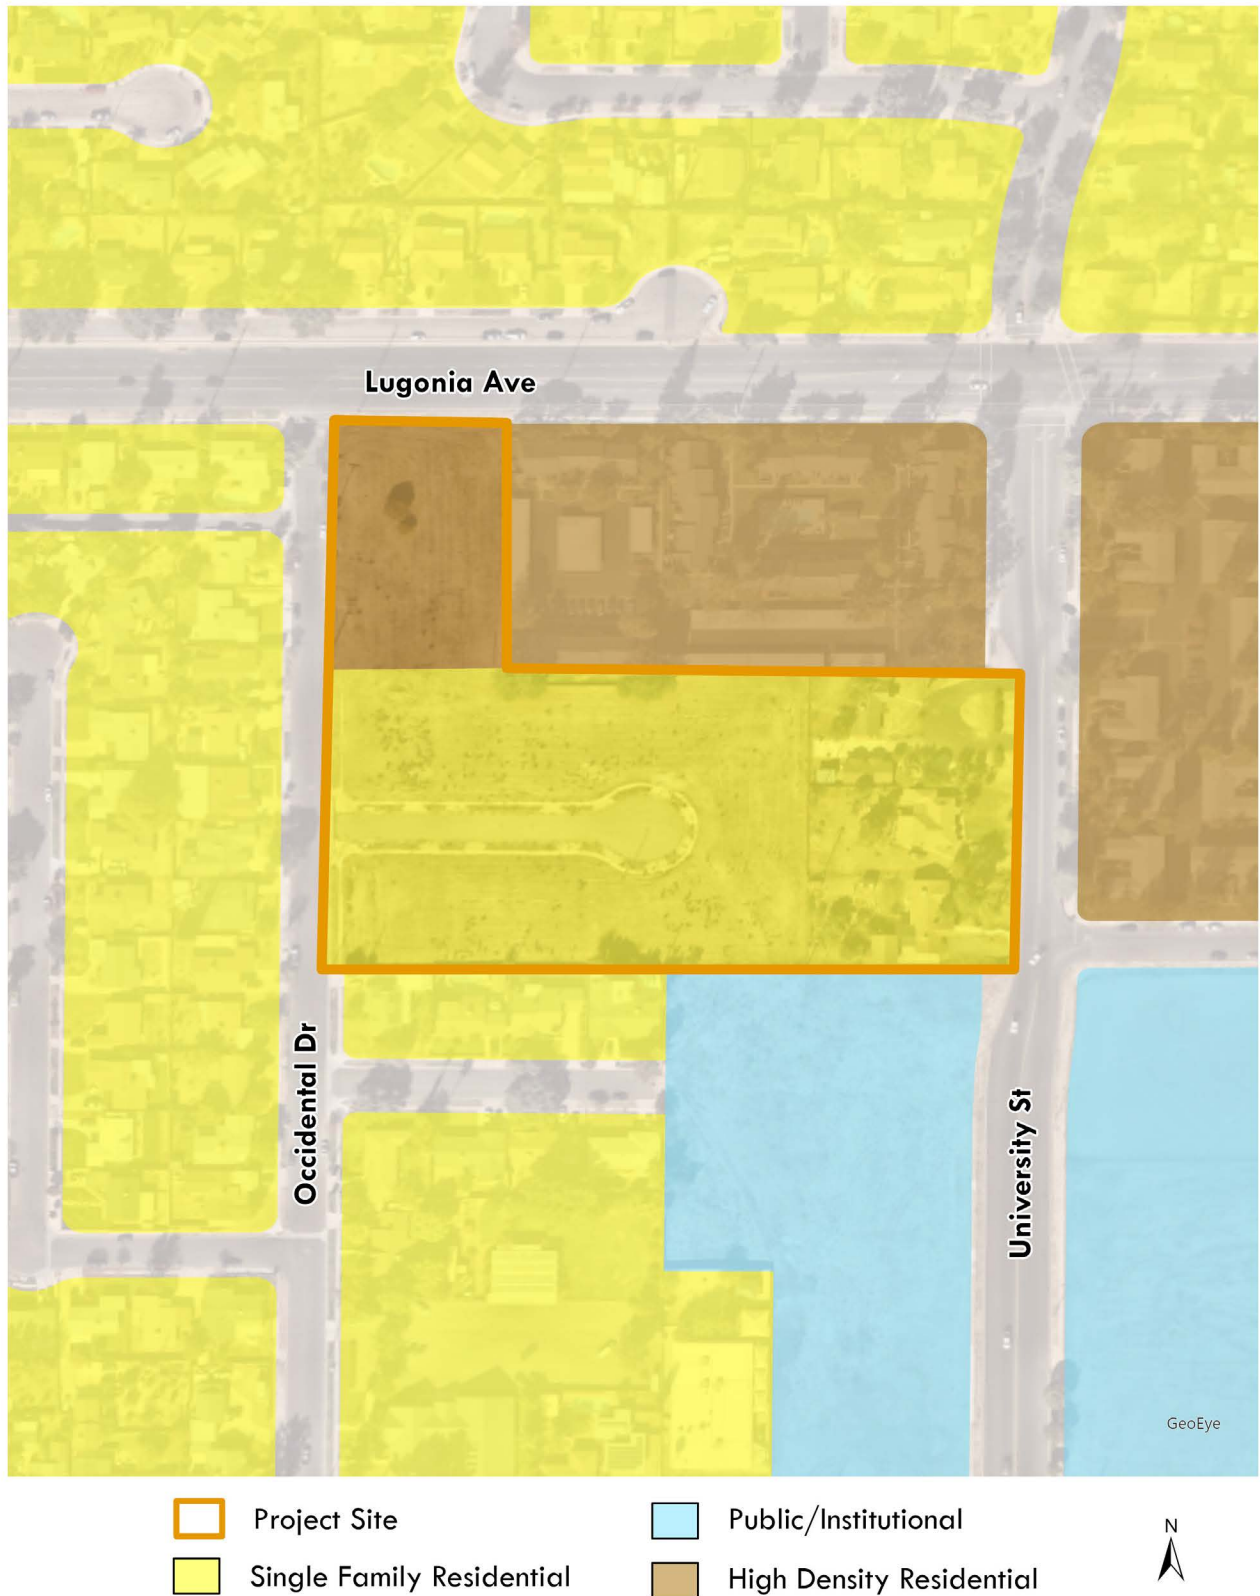 Lugonia Ave
Occidental Dr
University St
GeoEye
Project Site
Public/Institutional
N
Single Family Residential
High Density Residential